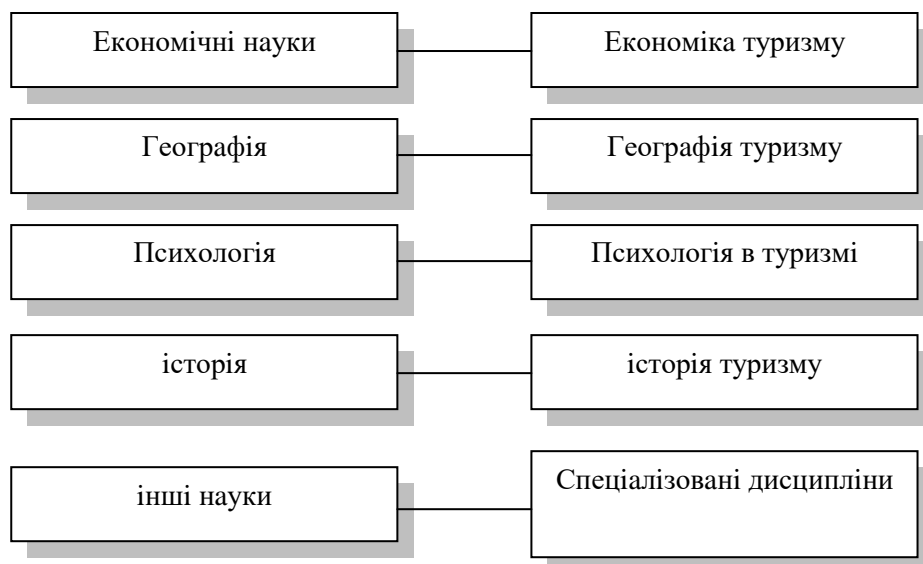 Економічні науки
Економіка туризму
Географія
Географія туризму
Психологія
Психологія в туризмі
історія
історія туризму
інші науки
Спеціалізовані дисципліни